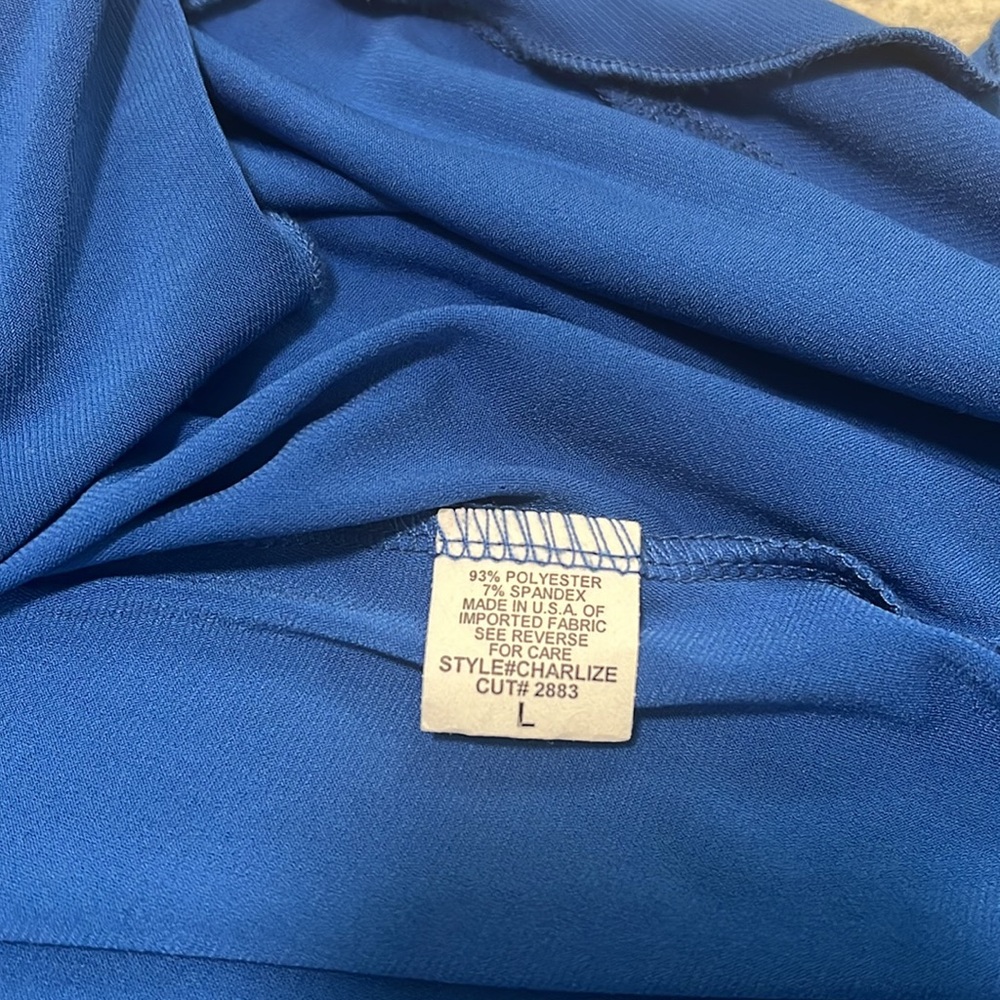 93% POLYESTER
7% SPANDEX
MADE IN U.S.A. OF
IMPORTED FABRIC
SEE REVERSE
FOR CARE
STYLE#CHARLIZE
CUT# 2883
L